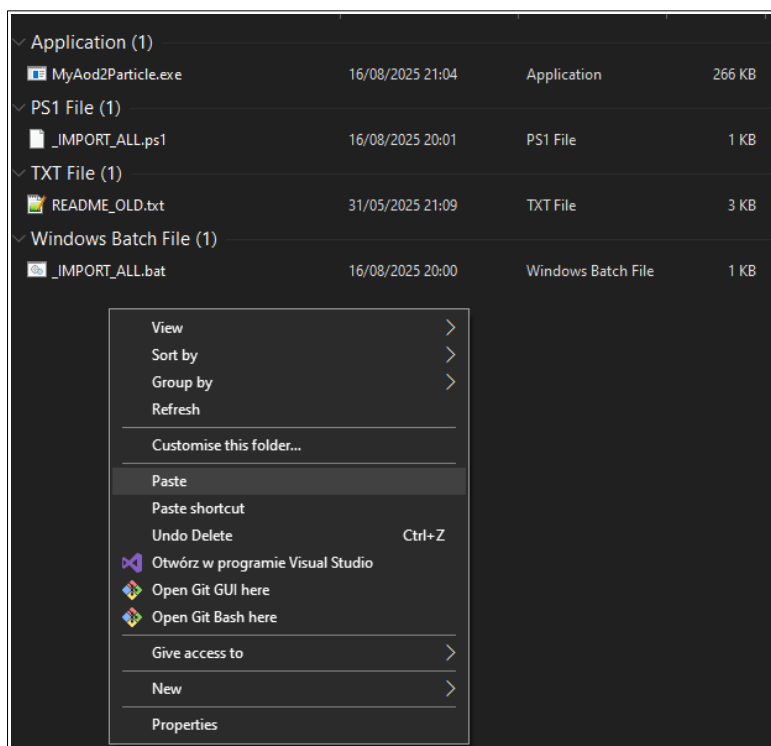 Application (1)
MyAod2Particle.exe 16/08/2025 21:04 Application 266 KB
PS1 File (1)
_IMPORT_ALL.ps1 16/08/2025 20:01 PS1 File 1 KB
TXT File (1)
README_OLD.txt 31/05/2025 21:09 TXT File 3 KB
Windows Batch File (1)
_IMPORT_ALL.bat 16/08/2025 20:00 Windows Batch File 1 KB
View
Sort by
Group by
Refresh
Customise this folder...
Paste
Paste shortcut
Undo Delete Ctrl+Z
Otwórz w programie Visual Studio
Open Git GUI here
Open Git Bash here
Give access to
New
Properties